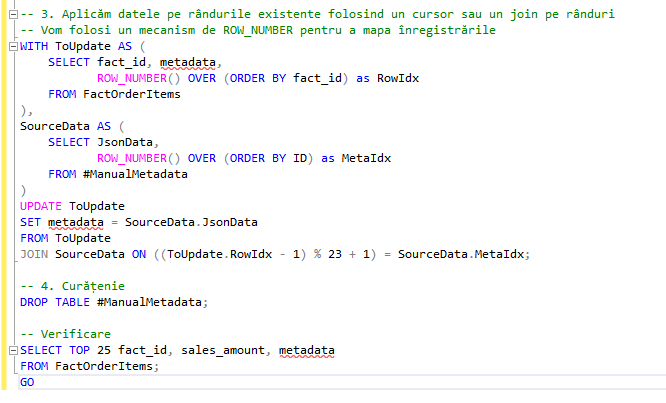 -- 3. Aplicăm datele pe rândurile existente folosind un cursor sau un join pe rânduri
-- Vom folosi un mecanism de ROW_NUMBER pentru a mapa înregistrările
WITH ToUpdate AS (
    SELECT fact_id, metadata,
           ROW_NUMBER() OVER (ORDER BY fact_id) as RowIdx
    FROM FactOrderItems
),
SourceData AS (
    SELECT JsonData,
           ROW_NUMBER() OVER (ORDER BY ID) as MetaIdx
    FROM #ManualMetadata
)
UPDATE ToUpdate
SET metadata = SourceData.JsonData
FROM ToUpdate
JOIN SourceData ON ((ToUpdate.RowIdx - 1) % 23 + 1) = SourceData.MetaIdx;

-- 4. Curățenie
DROP TABLE #ManualMetadata;

-- Verificare
SELECT TOP 25 fact_id, sales_amount, metadata
FROM FactOrderItems;
GO